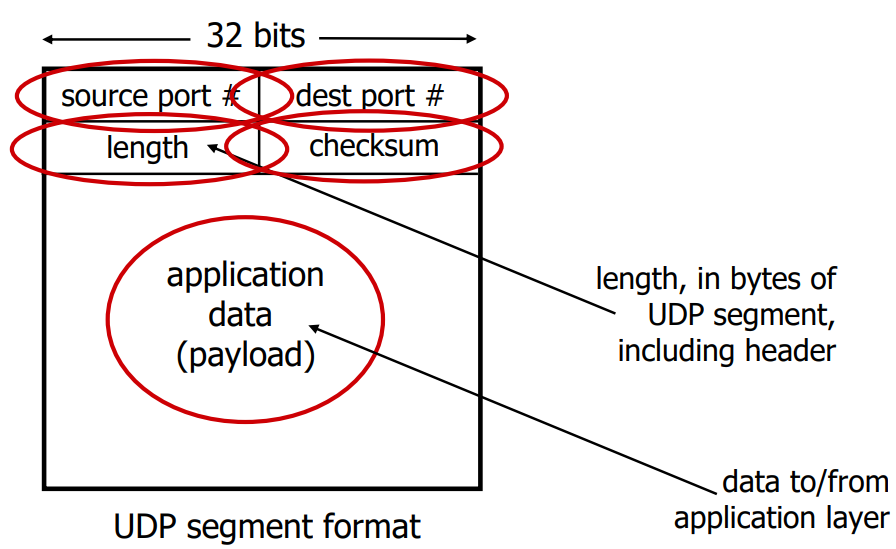 32 bits
source port #
dest port #
length
checksum
application
data
(payload)
length, in bytes of
UDP segment,
including header
data to/from
application layer
UDP segment format